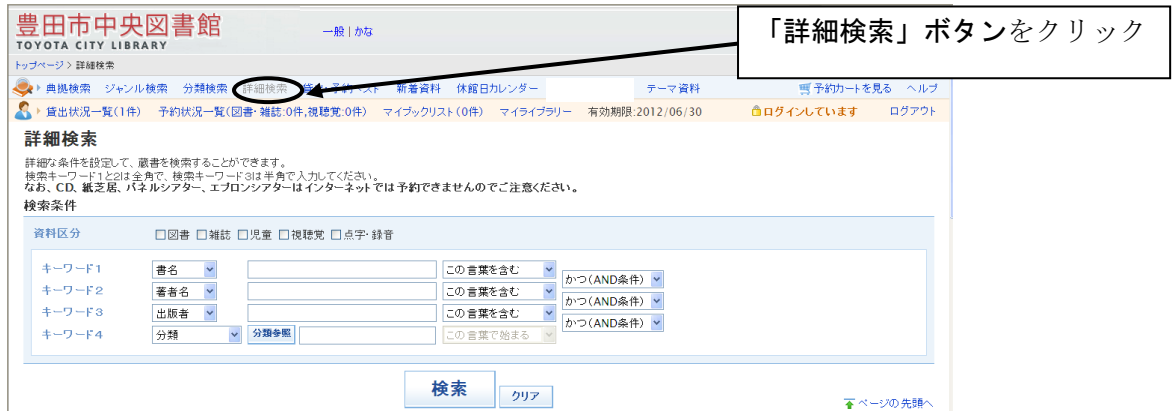 豊田市中央図書館
TOYOTA CITY LIBRARY
一般 | かな
「詳細検索」ボタンをクリック
トップページ > 詳細検索
典拠検索 ジャンル検索 分類検索 詳細検索 予約ベスト 新着資料 休館日カレンダー テーマ資料 予約カートを見る ヘルプ
貸出状況一覧(1件) 予約状況一覧(図書・雑誌:0件,視聴覚:0件) マイブックリスト(0件) マイライブラリー 有効期限:2012/06/30 ログインしています ログアウト
詳細検索
詳細な条件を設定して、蔵書を検索することができます。
検索キーワード1と2は全角で、検索キーワード3は半角で入力してください。
なお、CD、紙芝居、パネルシアター、エプロンシアターはインターネットでは予約できませんのでご注意ください。
検索条件
資料区分 図書 雑誌 児童 視聴覚 点字・録音
キーワード1 書名 この言葉を含む かつ(AND条件)
キーワード2 著者名 この言葉を含む かつ(AND条件)
キーワード3 出版者 この言葉を含む かつ(AND条件)
キーワード4 分類 分類参照 この言葉で始まる
検索 クリア
ページの先頭へ